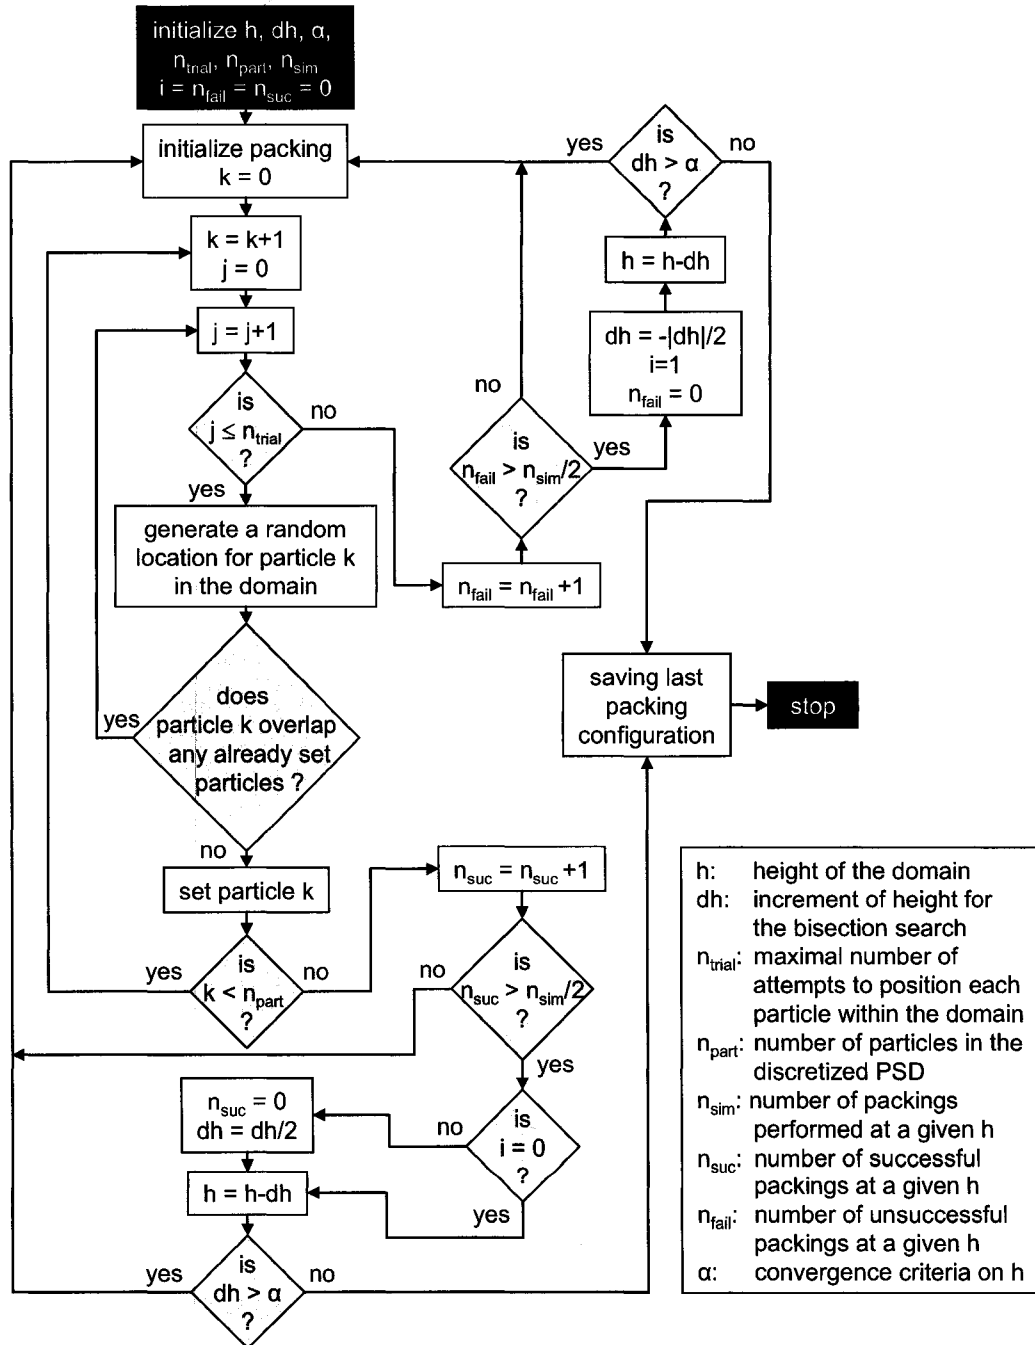 initialize h, dh, α,
n_trial, n_part, n_sim
i = n_fail = n_suc = 0
initialize packing
k = 0
k = k+1
j = 0
j = j+1
is
j ≤ n_trial
?
no
yes
generate a random
location for particle k
in the domain
does
particle k overlap
any already set
particles ?
yes
no
set particle k
is
k < n_part
?
yes
no
n_suc = n_suc +1
is
n_suc > n_sim/2
?
no
yes
is
i = 0
?
no
yes
n_suc = 0
dh = dh/2
h = h-dh
is
dh > α
?
yes
no
n_fail = n_fail +1
is
n_fail > n_sim/2
?
no
yes
dh = -|dh|/2
i=1
n_fail = 0
h = h-dh
is
dh > α
?
yes
no
saving last
packing
configuration
stop
h: height of the domain
dh: increment of height for
the bisection search
n_trial: maximal number of
attempts to position each
particle within the domain
n_part: number of particles in the
discretized PSD
n_sim: number of packings
performed at a given h
n_suc: number of successful
packings at a given h
n_fail: number of unsuccessful
packings at a given h
α: convergence criteria on h